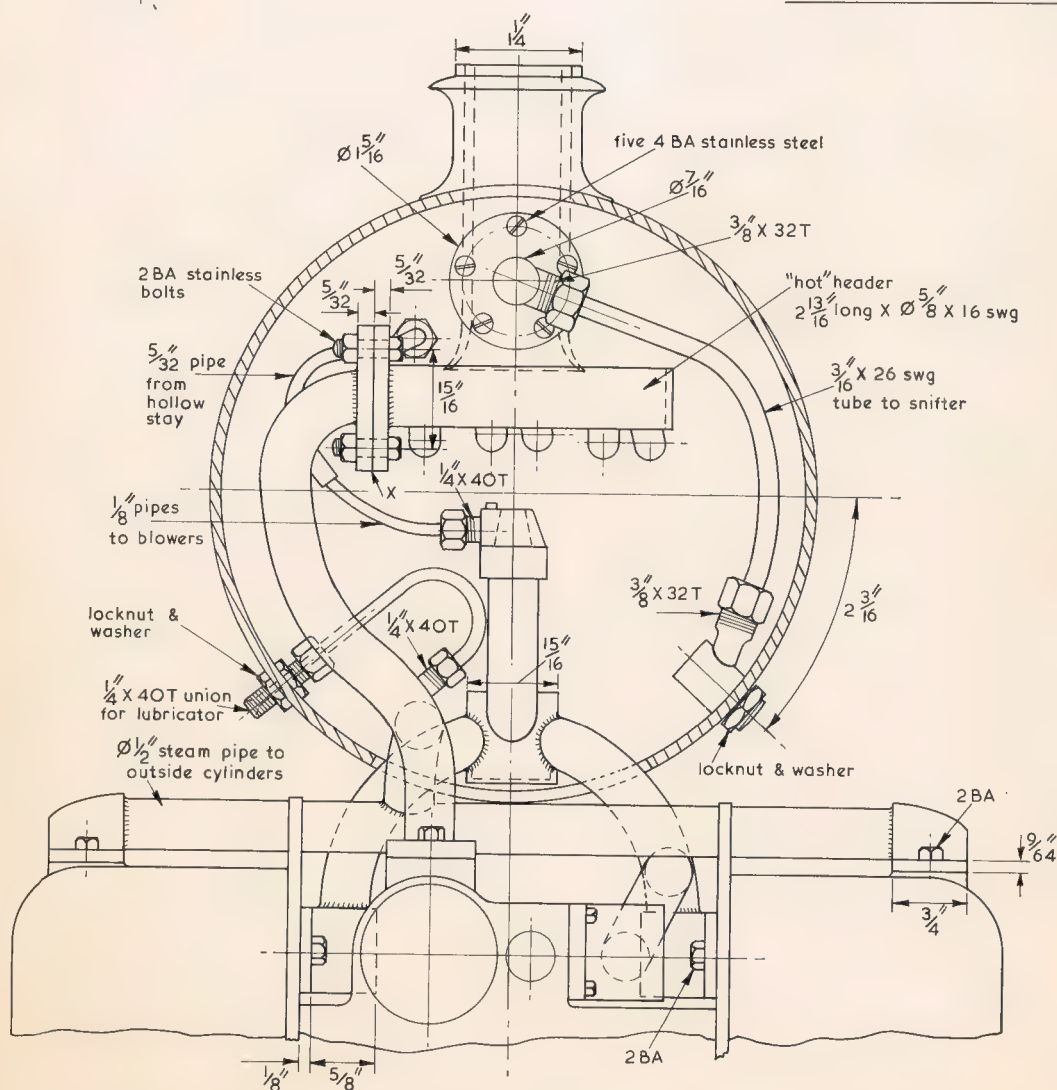 1¼"
Ø1 5/16"
five 4 BA stainless steel
Ø 7/16"
3/8" X 32T
2BA stainless
bolts
5/32"
5/32"
"hot" header
2 13/16" long X Ø 5/8" X 16 swg
5/32" pipe
from
hollow
stay
15/16"
3/16" X 26 swg
tube to snifter
X
1/4" X 40T
1/8" pipes
to blowers
3/8" X 32T
2 3/16"
locknut &
washer
1/4" X 40T
15/16"
1/4" X 40T union
for lubricator
Ø 1/2" steam pipe to
outside cylinders
locknut & washer
2BA
9/64"
3/4"
2BA
1/8"
5/8"